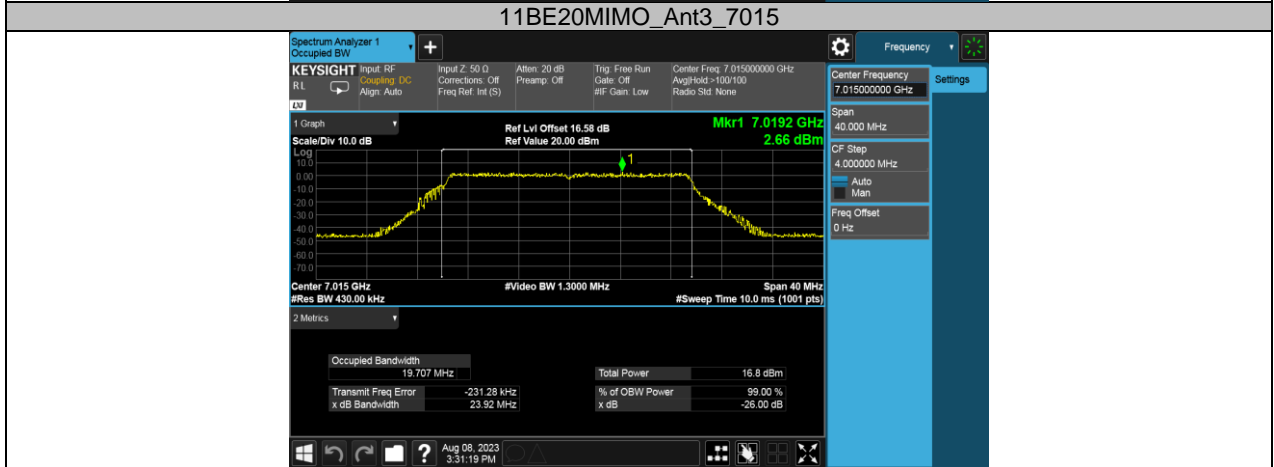 11BE20MIMO_Ant3_7015
Spectrum Analyzer 1
Occupied BW
Frequency
KEYSIGHT
RL
LXI
Input: RF
Coupling: DC
Align: Auto
Input Z: 50 Ω
Corrections: Off
Freq Ref: Int (S)
Atten: 20 dB
Preamp: Off
Trig: Free Run
Gate: Off
#IF Gain: Low
Center Freq: 7.015000000 GHz
Avg|Hold:>100/100
Radio Std: None
Center Frequency
7.015000000 GHz
Settings
Span
40.000 MHz
CF Step
4.000000 MHz
Auto
Man
Freq Offset
0 Hz
1 Graph
Scale/Div 10.0 dB
Ref Lvl Offset 16.58 dB
Ref Value 20.00 dBm
Mkr1 7.0192 GHz
2.66 dBm
Log
10.0
0.00
-10.0
-20.0
-30.0
-40.0
-50.0
-60.0
-70.0
1
Center 7.015 GHz
#Res BW 430.00 kHz
#Video BW 1.3000 MHz
Span 40 MHz
#Sweep Time 10.0 ms (1001 pts)
2 Metrics
Occupied Bandwidth
19.707 MHz
Total Power 16.8 dBm
Transmit Freq Error -231.28 kHz
% of OBW Power 99.00 %
x dB Bandwidth 23.92 MHz
x dB -26.00 dB
?
Aug 08, 2023
3:31:19 PM